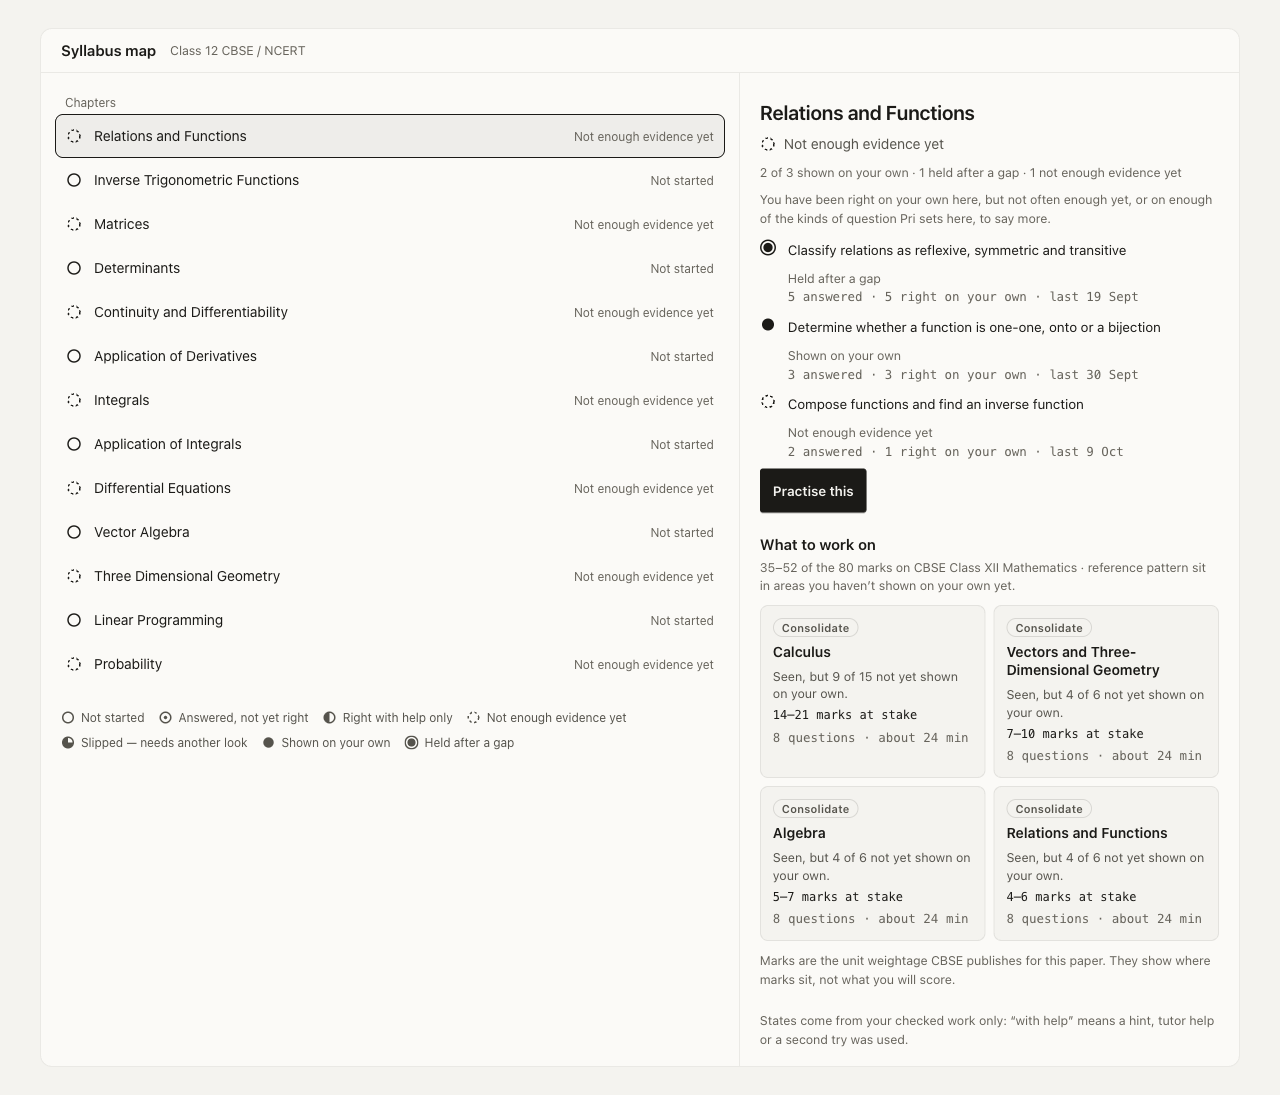 Syllabus map Class 12 CBSE / NCERT
Chapters
Relations and Functions Not enough evidence yet
Inverse Trigonometric Functions Not started
Matrices Not enough evidence yet
Determinants Not started
Continuity and Differentiability Not enough evidence yet
Application of Derivatives Not started
Integrals Not enough evidence yet
Application of Integrals Not started
Differential Equations Not enough evidence yet
Vector Algebra Not started
Three Dimensional Geometry Not enough evidence yet
Linear Programming Not started
Probability Not enough evidence yet
Not started Answered, not yet right Right with help only Not enough evidence yet
Slipped — needs another look Shown on your own Held after a gap
Relations and Functions
Not enough evidence yet
2 of 3 shown on your own · 1 held after a gap · 1 not enough evidence yet
You have been right on your own here, but not often enough yet, or on enough
of the kinds of question Pri sets here, to say more.
Classify relations as reflexive, symmetric and transitive
Held after a gap
5 answered · 5 right on your own · last 19 Sept
Determine whether a function is one-one, onto or a bijection
Shown on your own
3 answered · 3 right on your own · last 30 Sept
Compose functions and find an inverse function
Not enough evidence yet
2 answered · 1 right on your own · last 9 Oct
Practise this
What to work on
35–52 of the 80 marks on CBSE Class XII Mathematics · reference pattern sit
in areas you haven’t shown on your own yet.
Consolidate
Calculus
Seen, but 9 of 15 not yet shown
on your own.
14–21 marks at stake
8 questions · about 24 min
Consolidate
Vectors and Three-
Dimensional Geometry
Seen, but 4 of 6 not yet shown on
your own.
7–10 marks at stake
8 questions · about 24 min
Consolidate
Algebra
Seen, but 4 of 6 not yet shown on
your own.
5–7 marks at stake
8 questions · about 24 min
Consolidate
Relations and Functions
Seen, but 4 of 6 not yet shown on
your own.
4–6 marks at stake
8 questions · about 24 min
Marks are the unit weightage CBSE publishes for this paper. They show where
marks sit, not what you will score.
States come from your checked work only: “with help” means a hint, tutor help
or a second try was used.